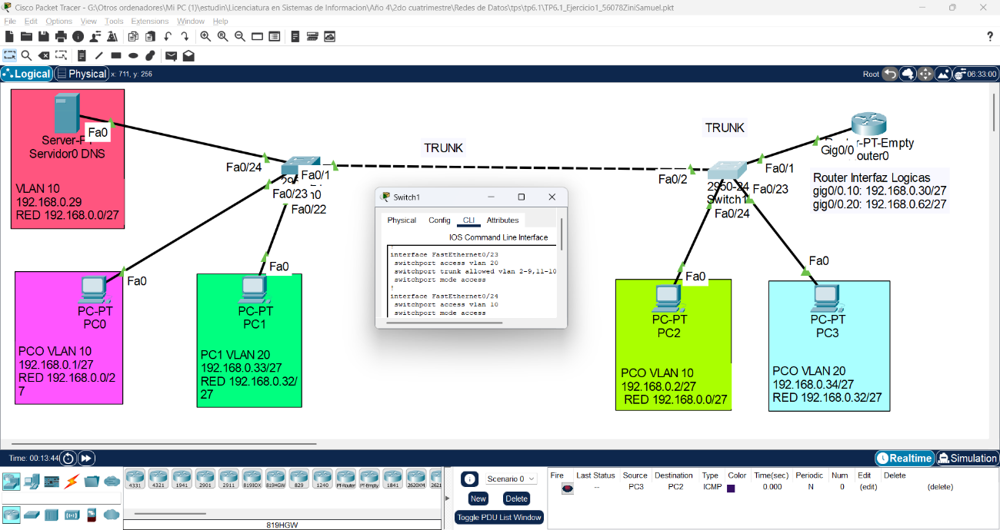 Cisco Packet Tracer - G:\Otros ordenadores\Mi PC (1)\estudin\Licenciatura en Sistemas de Informacion\Año 4\2do cuatrimestre\Redes de Datos\tps\tp6.1\TP6.1_Ejercicio1_56078ZiniSamuel.pkt
File Edit Options View Tools Extensions Window Help
?
Logical Physical x: 711, y: 256
Root 06:33:00
Fa0
Server-PT
Servidor0 DNS
VLAN 10
192.168.0.29
RED 192.168.0.0/27
Fa0/24
Fa0/1
Fa0/23
Fa0/22
TRUNK
TRUNK
Fa0/2
2950-24
Switch1
Fa0/1
Fa0/23
Fa0/24
Gig0/0
r-PT-Empty
outer0
Router Interfaz Logicas
gig0/0.10: 192.168.0.30/27
gig0/0.20: 192.168.0.62/27
Switch1
Physical Config CLI Attributes
IOS Command Line Interface
!
interface FastEthernet0/23
switchport access vlan 20
switchport trunk allowed vlan 2-9,11-10
switchport mode access
!
interface FastEthernet0/24
switchport access vlan 10
switchport mode access
Fa0
PC-PT
PC0
PCO VLAN 10
192.168.0.1/27
RED 192.168.0.0/2
7
Fa0
PC-PT
PC1
PC1 VLAN 20
192.168.0.33/27
RED 192.168.0.32/
27
Fa0
PC-PT
PC2
PCO VLAN 10
192.168.0.2/27
RED 192.168.0.0/27
Fa0
PC-PT
PC3
PCO VLAN 20
192.168.0.34/27
RED 192.168.0.32/27
Time: 00:13:44
Realtime Simulation
4331 4321 1941 2901 2911 819IOX 819HGW 829 1240 PT-Router PT-Empty 1841 2620XM 2621
819HGW
Scenario 0
New Delete
Toggle PDU List Window
Fire Last Status Source Destination Type Color Time(sec) Periodic Num Edit Delete
-- PC3 PC2 ICMP 0.000 N 0 (edit) (delete)